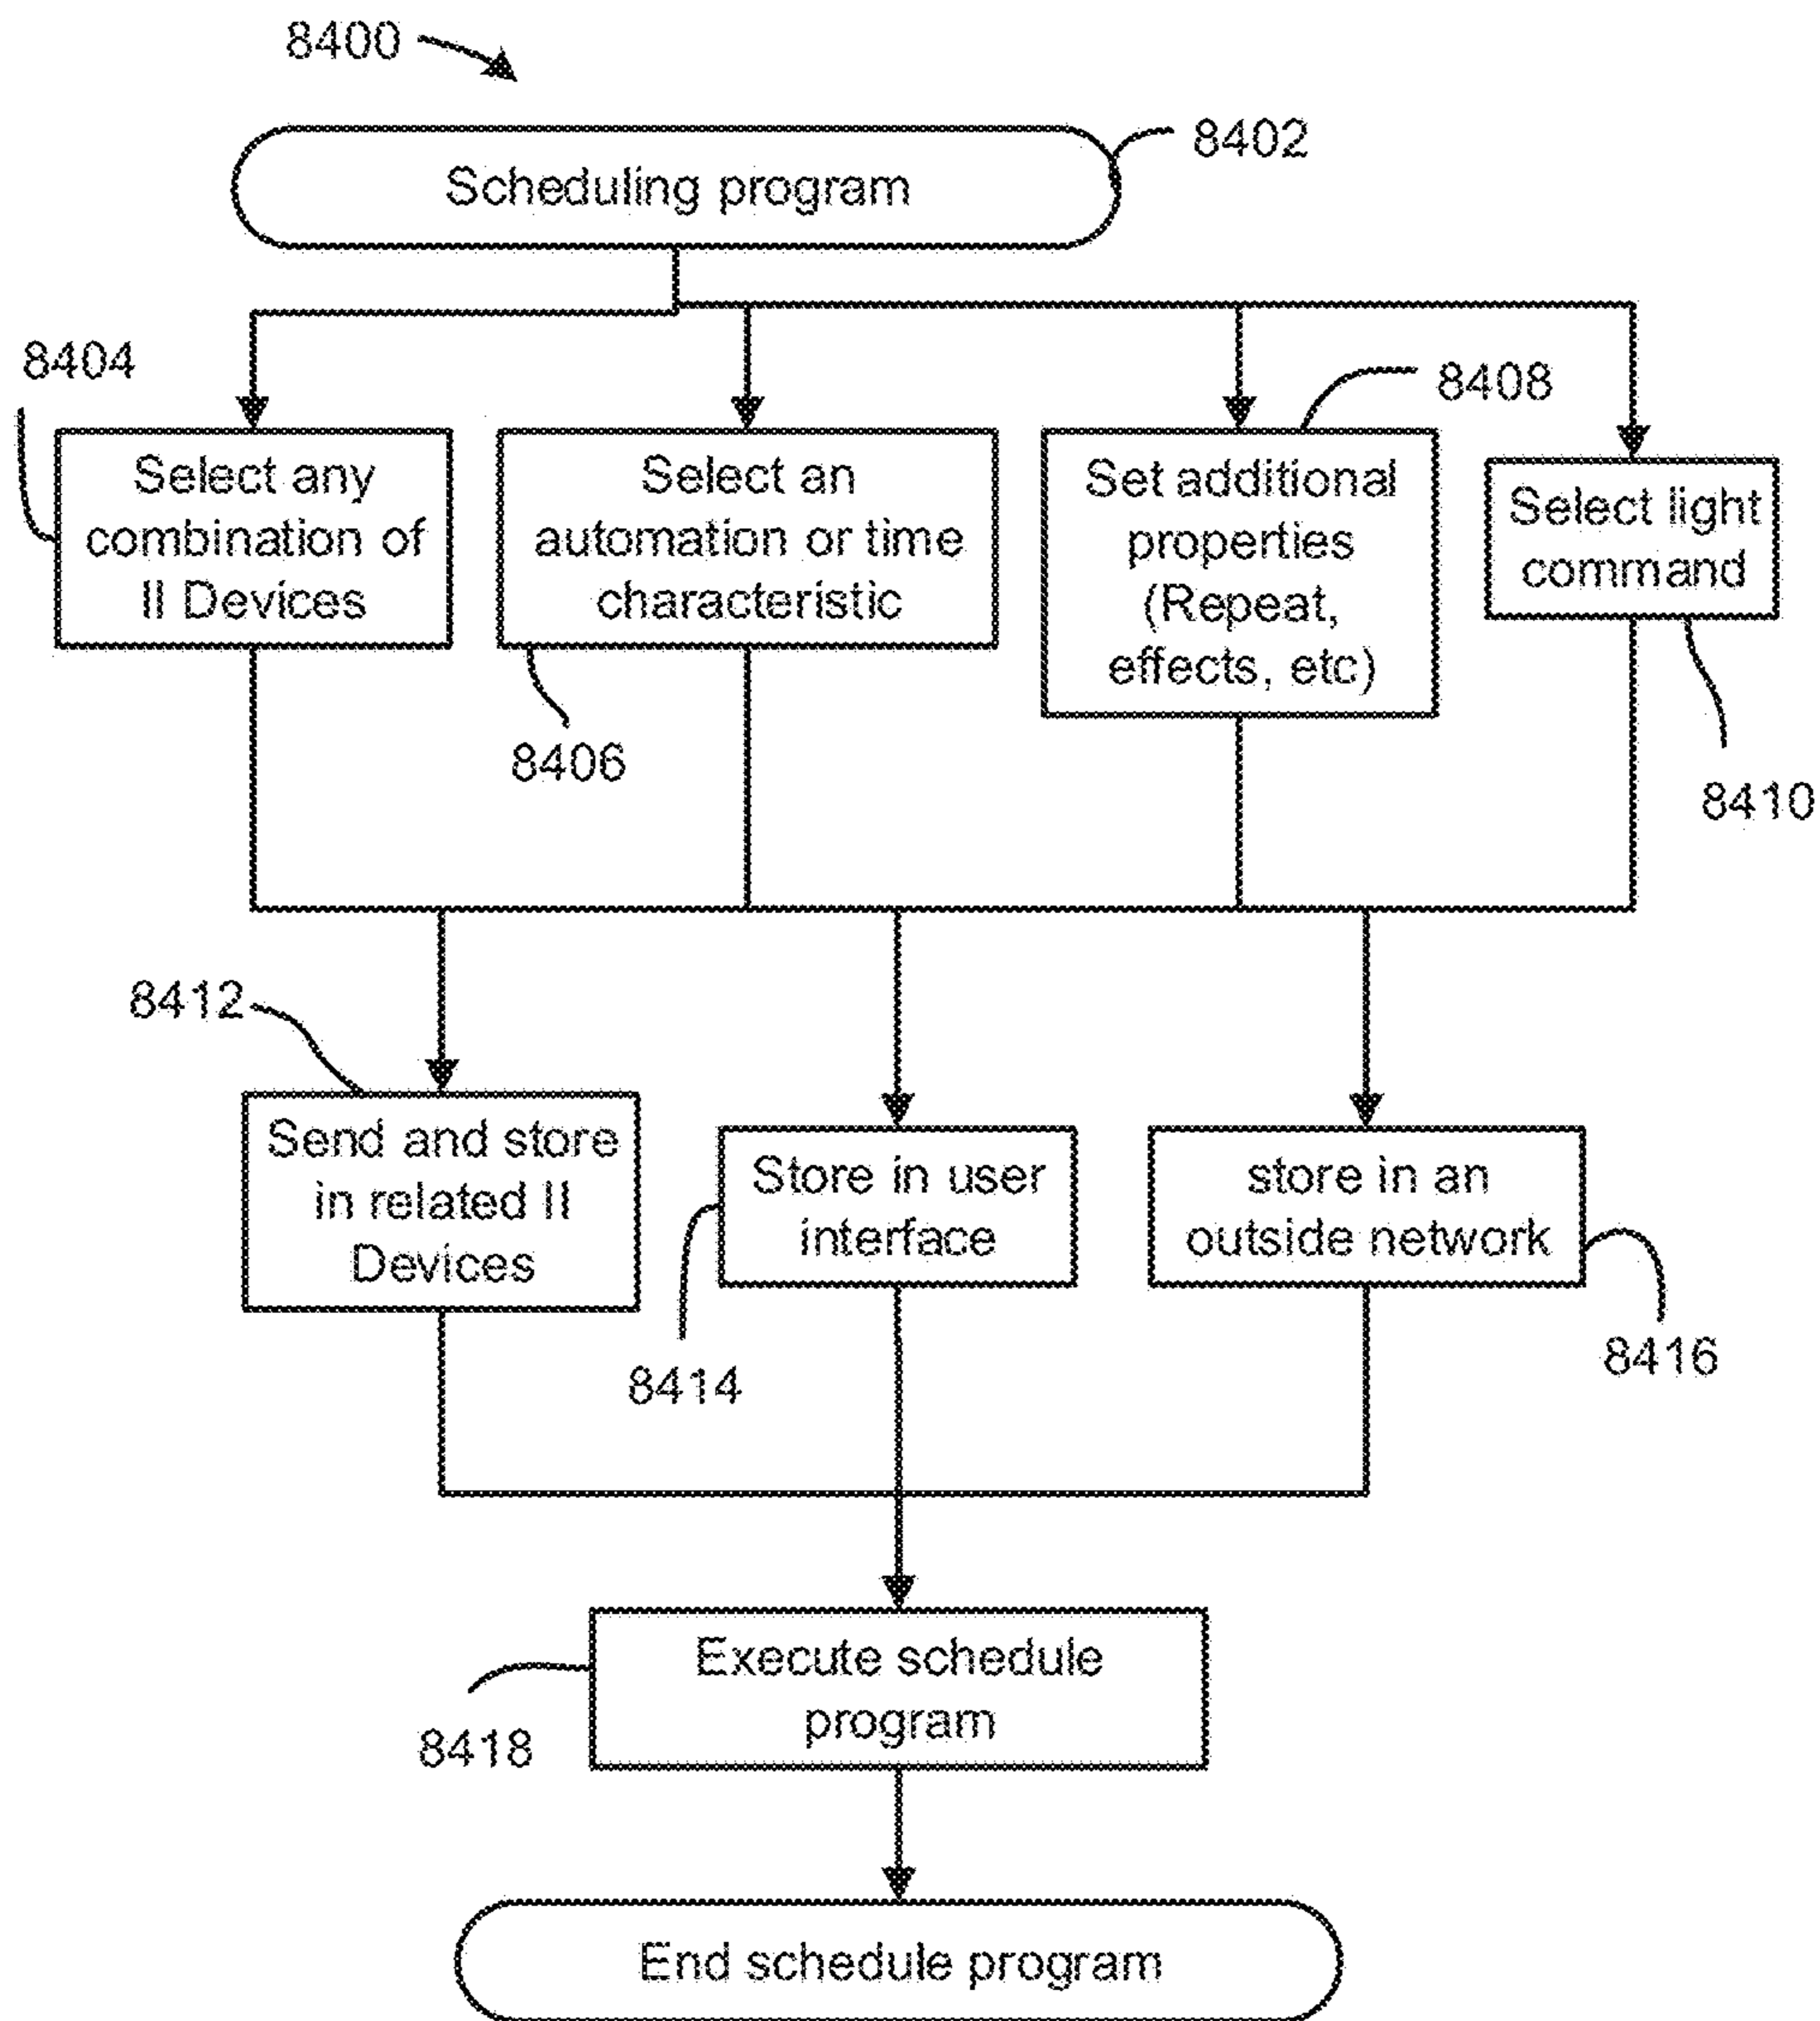 8400
8402
Scheduling program
8404
8408
Select any
combination of
II Devices
Select an
automation or time
characteristic
Set additional
properties
(Repeat,
effects, etc)
Select light
command
8406
8410
8412
Send and store
in related II
Devices
Store in user
interface
store in an
outside network
8414
8416
Execute schedule
program
8418
End schedule program